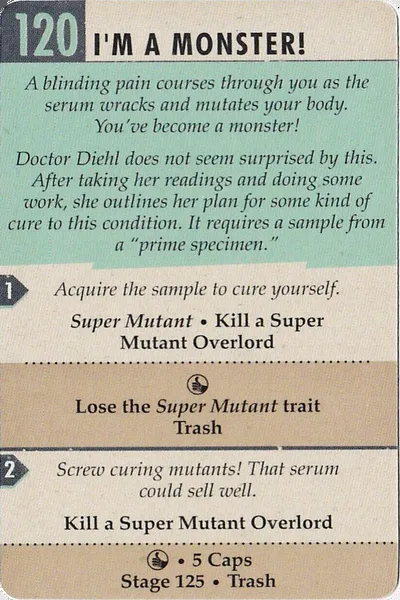 120 I'M A MONSTER!
A blinding pain courses through you as the
serum wracks and mutates your body.
You've become a monster!
Doctor Diehl does not seem surprised by this.
After taking her readings and doing some
work, she outlines her plan for some kind of
cure to this condition. It requires a sample from
a “prime specimen.”
1 Acquire the sample to cure yourself.
Super Mutant • Kill a Super
Mutant Overlord
Lose the Super Mutant trait
Trash
2 Screw curing mutants! That serum
could sell well.
Kill a Super Mutant Overlord
• 5 Caps
Stage 125 • Trash